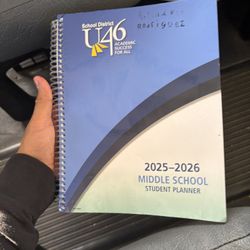 School District
U46
ACADEMIC
SUCCESS
FOR ALL
2025-2026
MIDDLE SCHOOL
STUDENT PLANNER